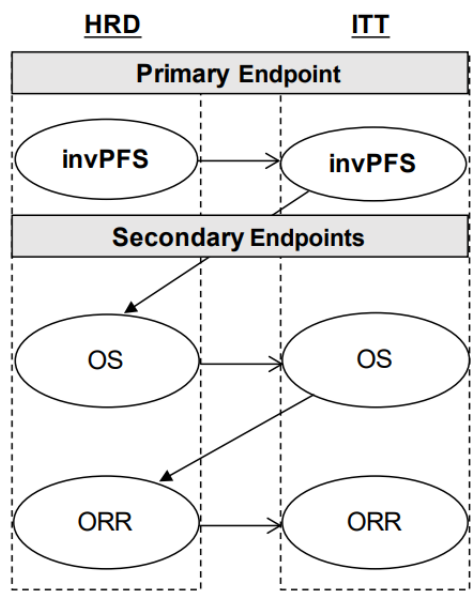 HRD ITT
Primary Endpoint
invPFS invPFS
Secondary Endpoints
OS OS
ORR ORR